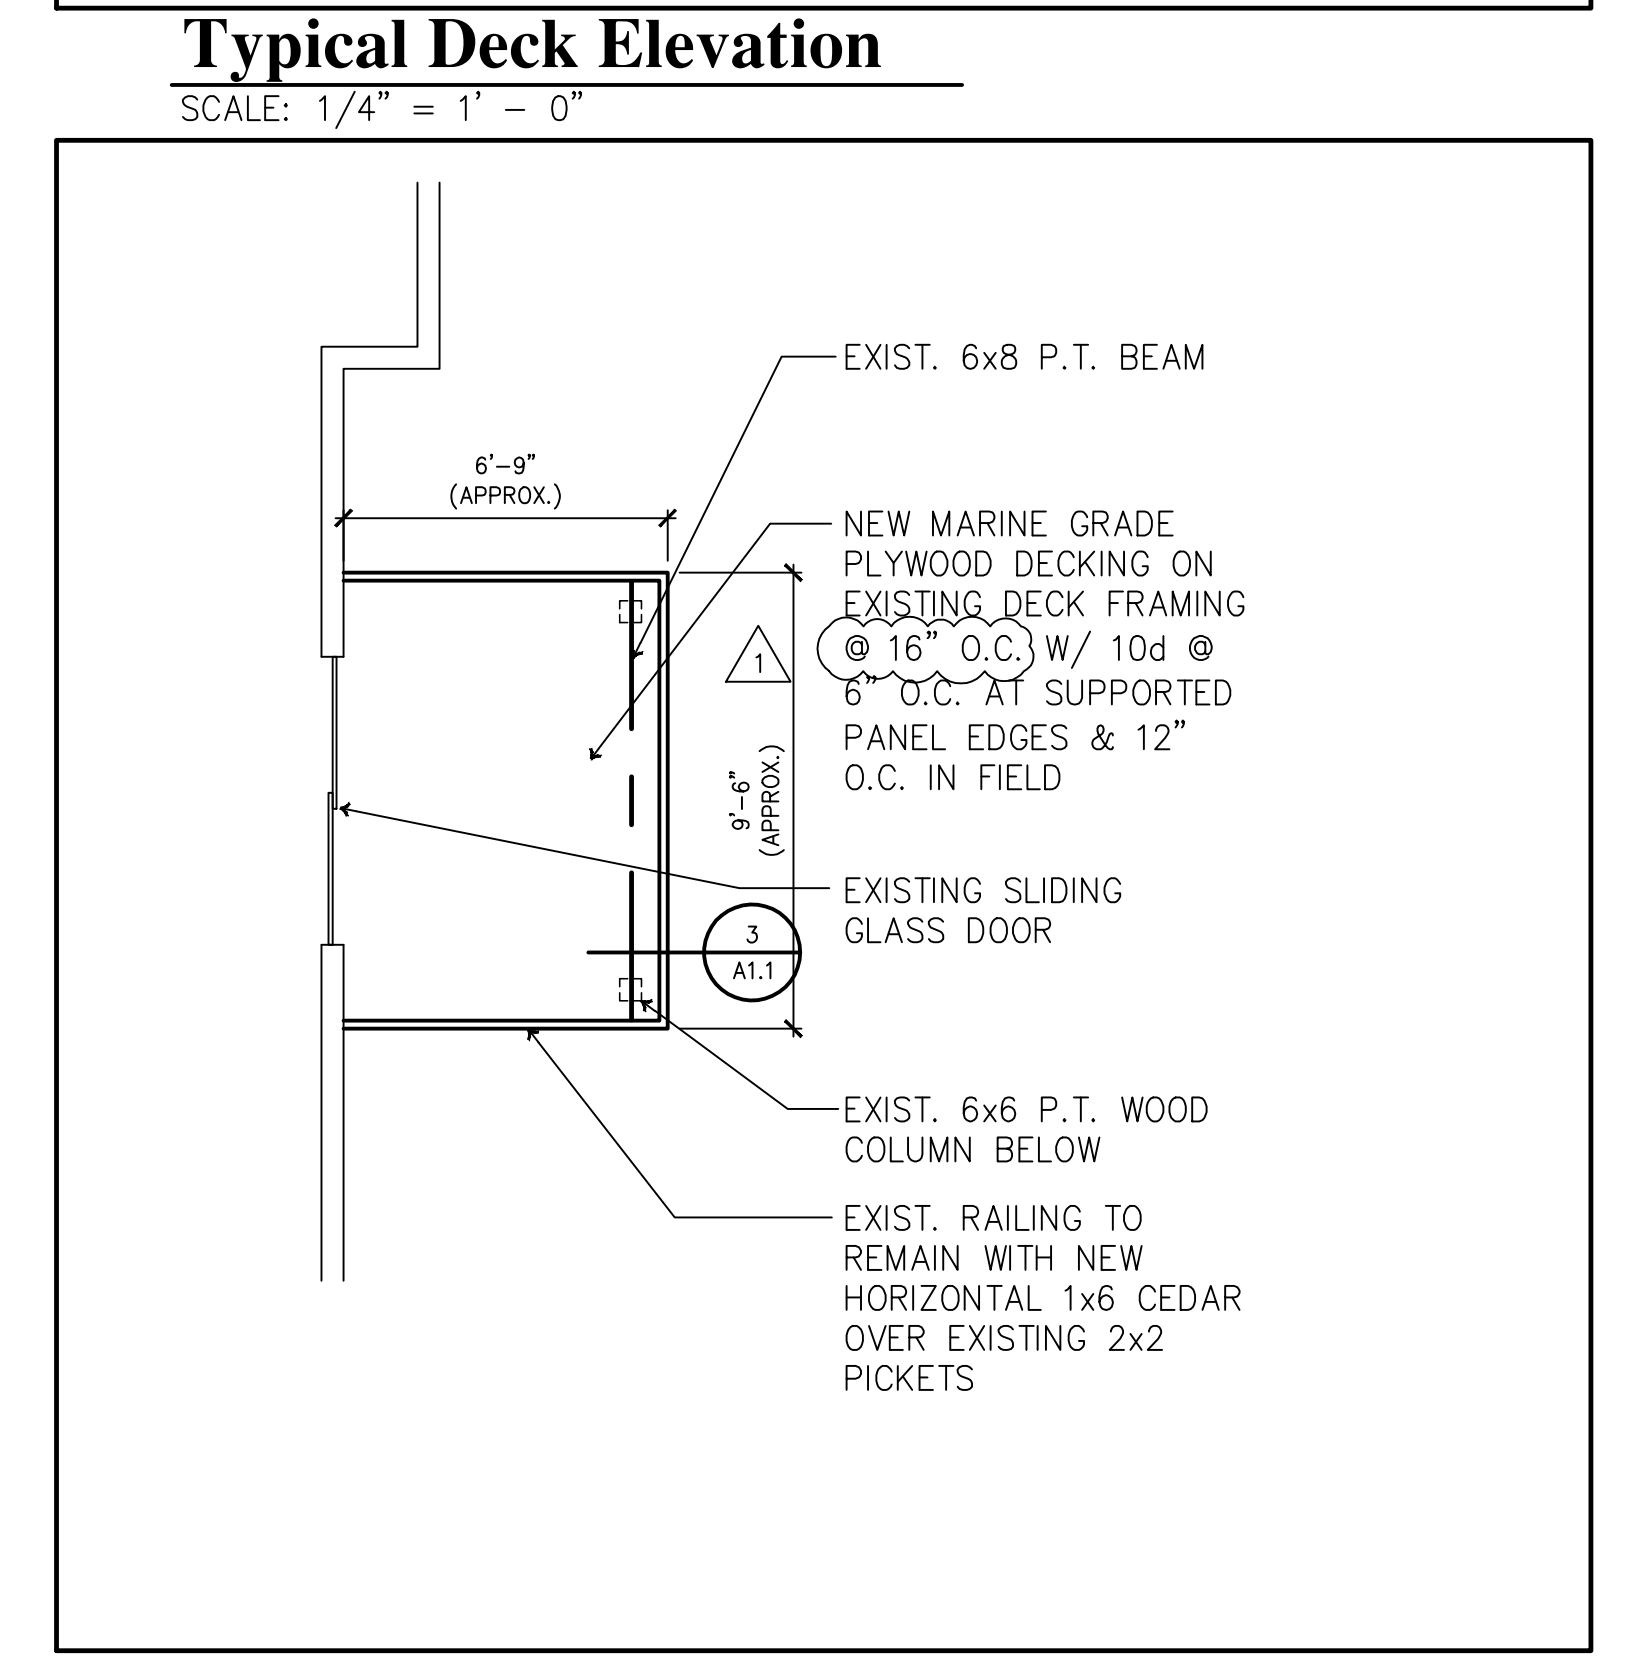 Typical Deck Elevation
SCALE: 1/4” = 1’ – 0”
EXIST. 6x8 P.T. BEAM
6’–9”
(APPROX.)
NEW MARINE GRADE
PLYWOOD DECKING ON
EXISTING DECK FRAMING
@ 16” O.C. W/ 10d @
6” O.C. AT SUPPORTED
PANEL EDGES & 12”
O.C. IN FIELD
1
9’–6”
(APPROX.)
EXISTING SLIDING
GLASS DOOR
3
A1.1
EXIST. 6x6 P.T. WOOD
COLUMN BELOW
EXIST. RAILING TO
REMAIN WITH NEW
HORIZONTAL 1x6 CEDAR
OVER EXISTING 2x2
PICKETS